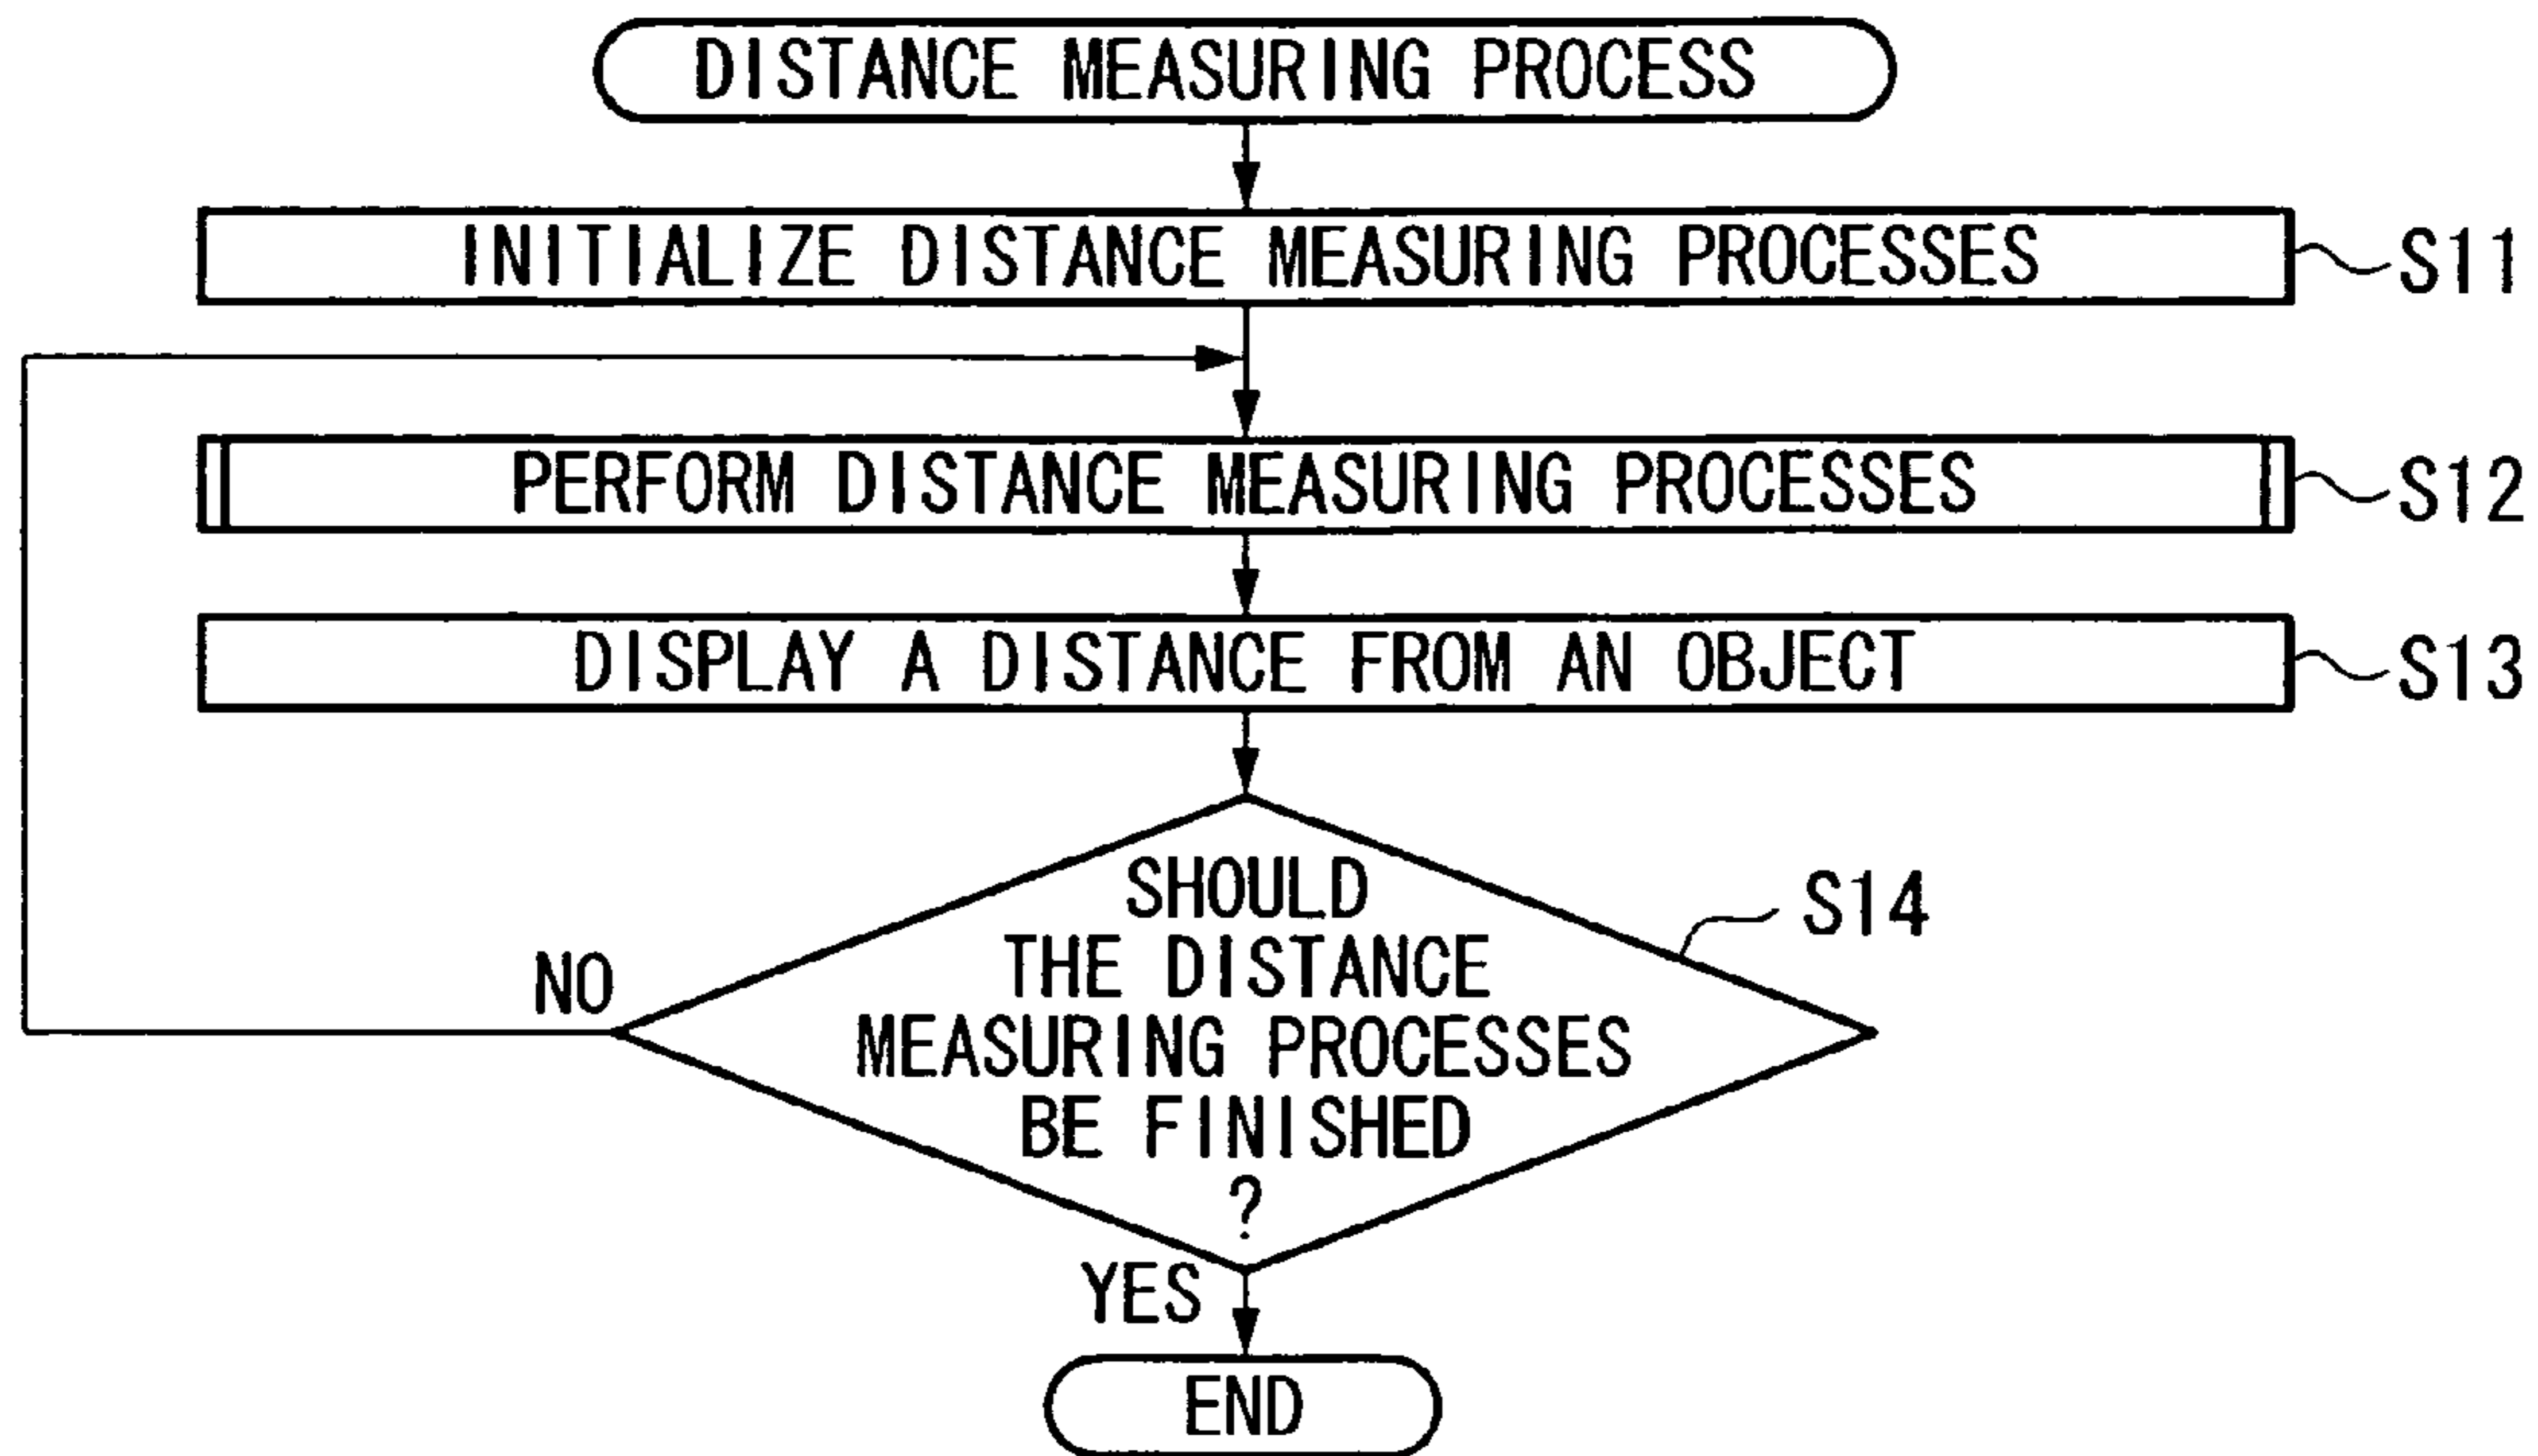 DISTANCE MEASURING PROCESS
INITIALIZE DISTANCE MEASURING PROCESSES
S11
PERFORM DISTANCE MEASURING PROCESSES
S12
DISPLAY A DISTANCE FROM AN OBJECT
S13
SHOULD
THE DISTANCE
MEASURING PROCESSES
BE FINISHED
?
S14
NO
YES
END